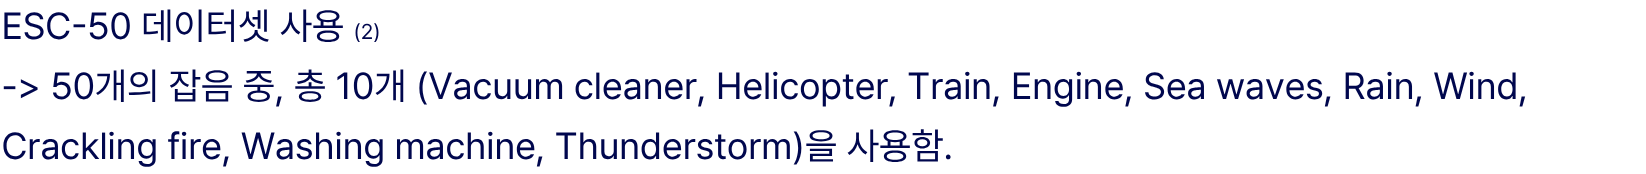 ESC-50 데이터셋 사용 (2)
-> 50개의 잡음 중, 총 10개 (Vacuum cleaner, Helicopter, Train, Engine, Sea waves, Rain, Wind,
Crackling fire, Washing machine, Thunderstorm)을 사용함.